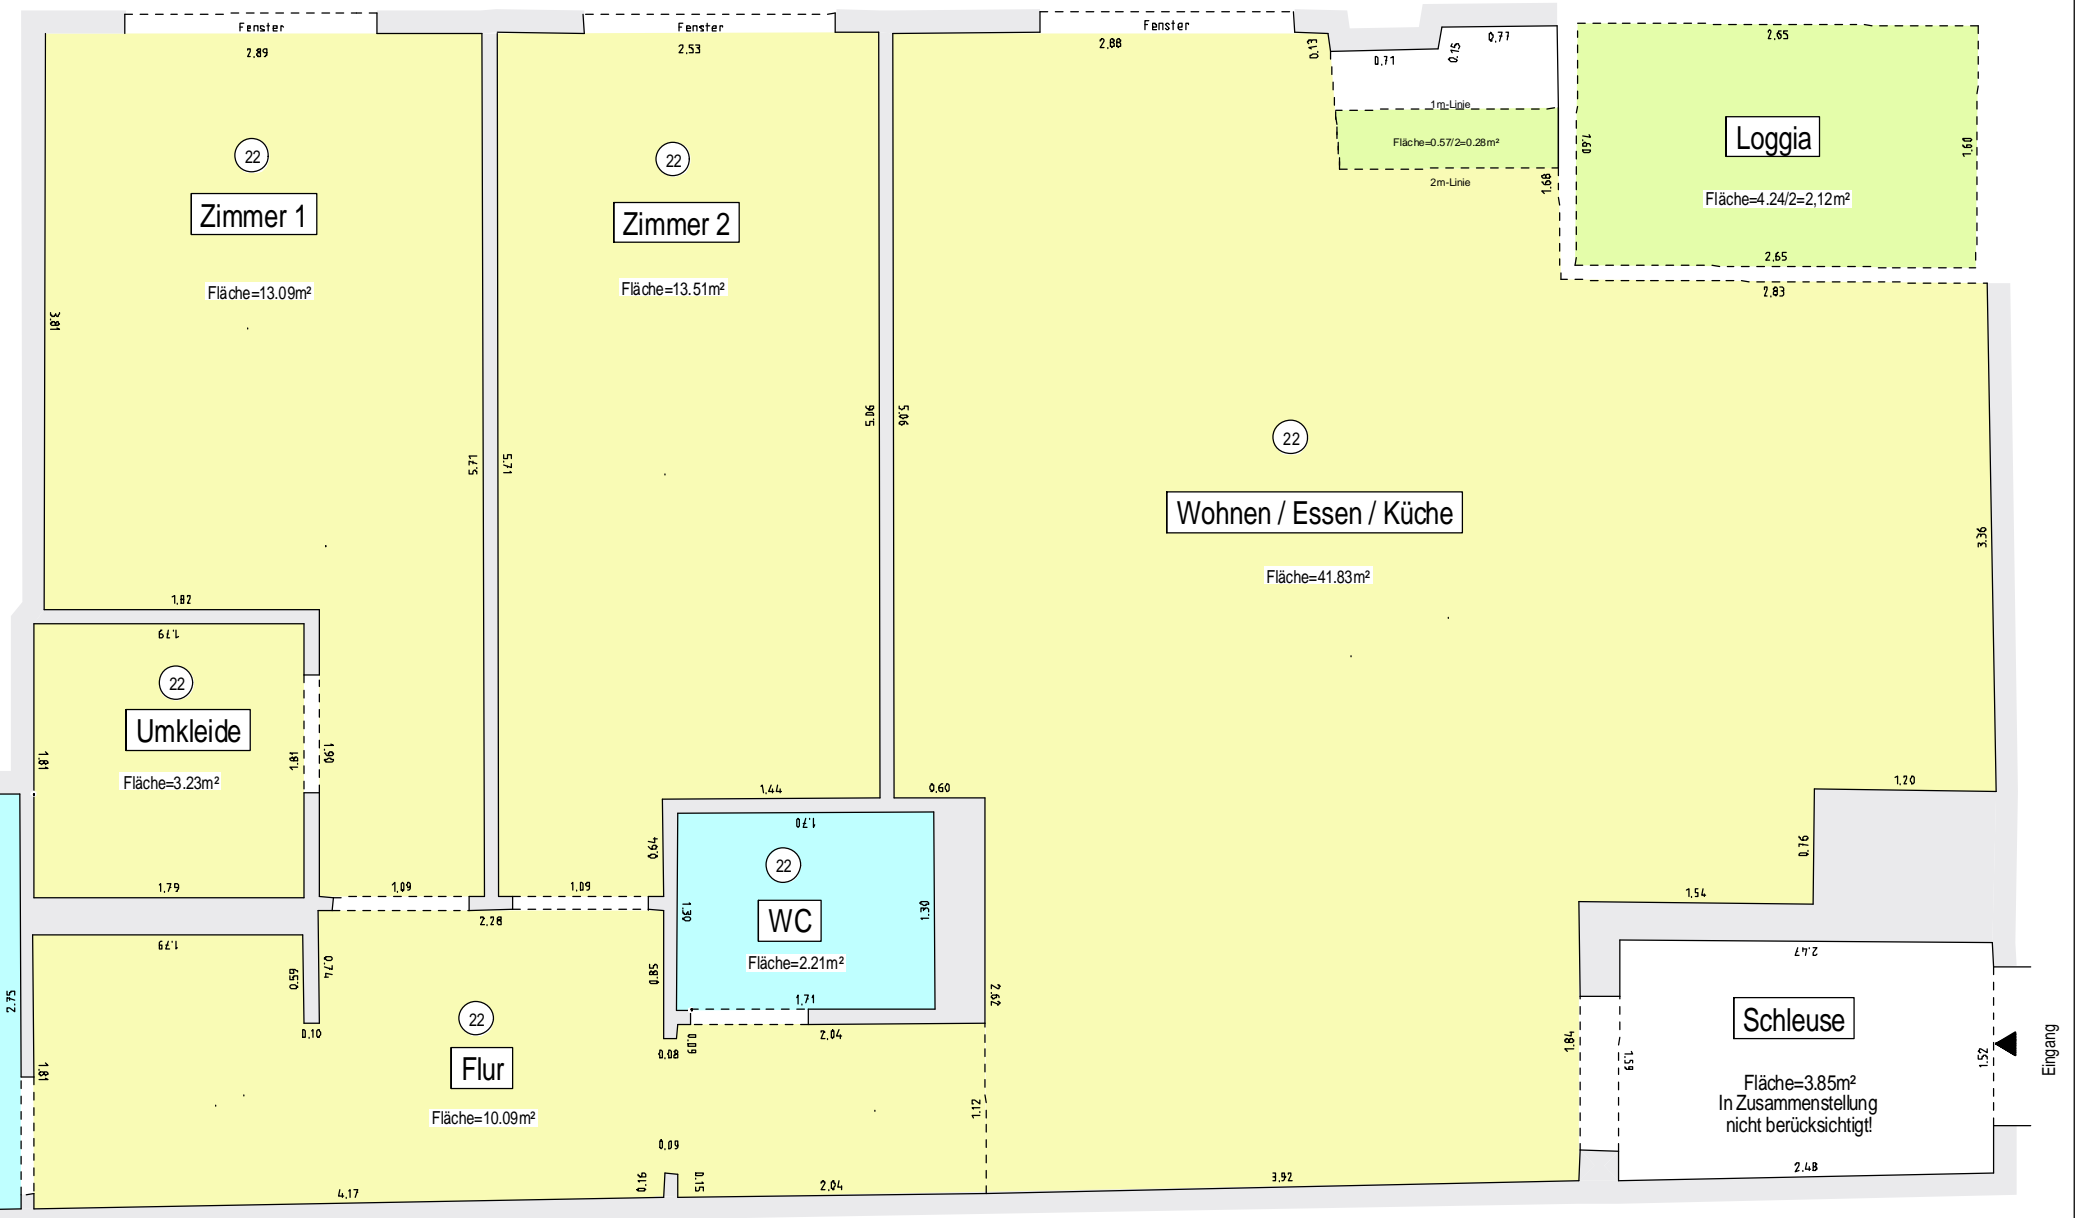 Fenster
Fenster
Fenster
2.89
2.53
2.88
0.13
0.71
0.15
0.77
2.65
1m-Linie
Fläche=0.57/2=0.28m²
2m-Linie
1.68
1.60
Loggia
1.60
Fläche=4.24/2=2,12m²
2.65
2.83
22
Zimmer 1
Fläche=13.09m²
3.81
5.71
1.82
22
Zimmer 2
Fläche=13.51m²
5.71
5.06
1.44
0.64
1.09
22
Wohnen / Essen / Küche
Fläche=41.83m²
5.06
0.60
3.36
1.20
0.76
1.54
1.79
22
Umkleide
Fläche=3.23m²
1.81
1.81
1.90
1.79
1.09
2.28
1.70
22
WC
Fläche=2.21m²
1.30
1.30
1.71
2.62
2.75
1.79
0.59
0.74
0.10
0.85
22
Flur
Fläche=10.09m²
1.81
0.08
0.09
2.04
1.12
0.09
0.16
0.15
4.17
2.04
3.92
1.84
1.59
2.47
Schleuse
Fläche=3.85m²
In Zusammenstellung
nicht berücksichtigt!
1.52
2.48
Eingang